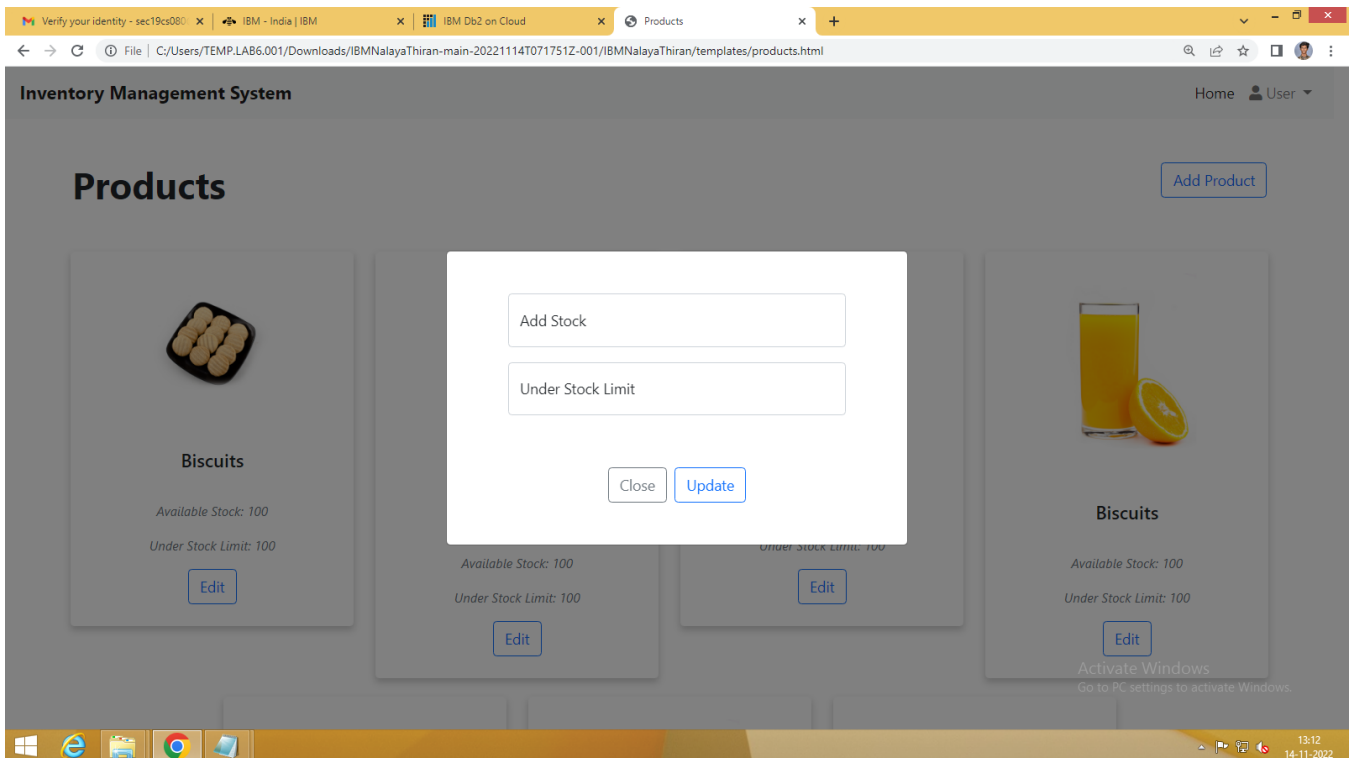 Verify your identity - sec19cs080
IBM - India | IBM
IBM Db2 on Cloud
Products
File | C:/Users/TEMP.LAB6.001/Downloads/IBMNalayaThiran-main-20221114T071751Z-001/IBMNalayaThiran/templates/products.html
Inventory Management System
Home
User
Products
Add Product
Add Stock
Under Stock Limit
Close
Update
Biscuits
Available Stock: 100
Under Stock Limit: 100
Edit
Available Stock: 100
Under Stock Limit: 100
Edit
Under Stock Limit: 100
Edit
Biscuits
Available Stock: 100
Under Stock Limit: 100
Edit
Activate Windows
Go to PC settings to activate Windows.
13:12
14-11-2022